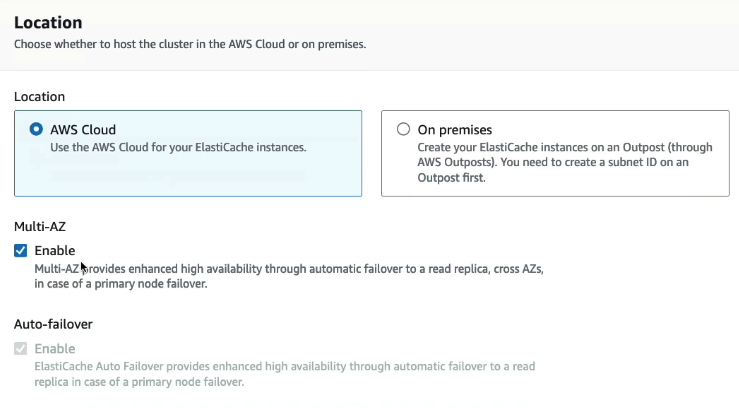 Location
Choose whether to host the cluster in the AWS Cloud or on premises.
Location
AWS Cloud
Use the AWS Cloud for your ElastiCache instances.
On premises
Create your ElastiCache instances on an Outpost (through
AWS Outposts). You need to create a subnet ID on an
Outpost first.
Multi-AZ
Enable
Multi-AZ provides enhanced high availability through automatic failover to a read replica, cross AZs,
in case of a primary node failover.
Auto-failover
Enable
ElastiCache Auto Failover provides enhanced high availability through automatic failover to a read
replica in case of a primary node failover.